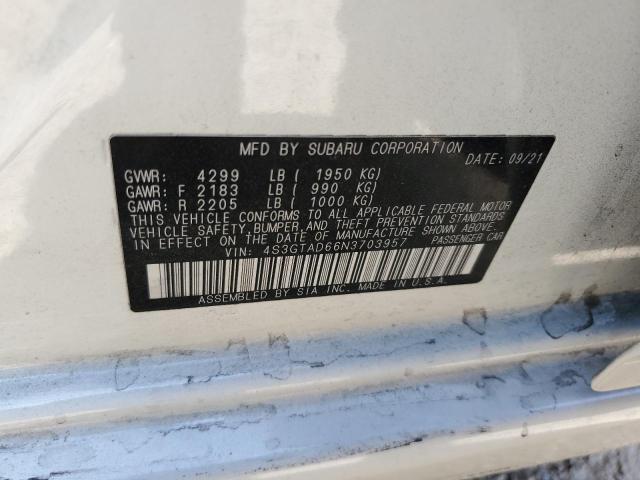 MFD BY SUBARU CORPORATION
DATE: 09/21
GVWR: 4299 LB ( 1950 KG)
GAWR: F 2183 LB ( 990 KG)
GAWR: R 2205 LB ( 1000 KG)
THIS VEHICLE CONFORMS TO ALL APPLICABLE FEDERAL MOTOR
VEHICLE SAFETY,BUMPER,AND THEFT PREVENTION STANDARDS
IN EFFECT ON THE DATE OF MANUFACTURE SHOWN ABOVE.
VIN: 4S3GTAD66N3703957 PASSENGER CAR
ASSEMBLED BY SIA INC. MADE IN U.S.A.